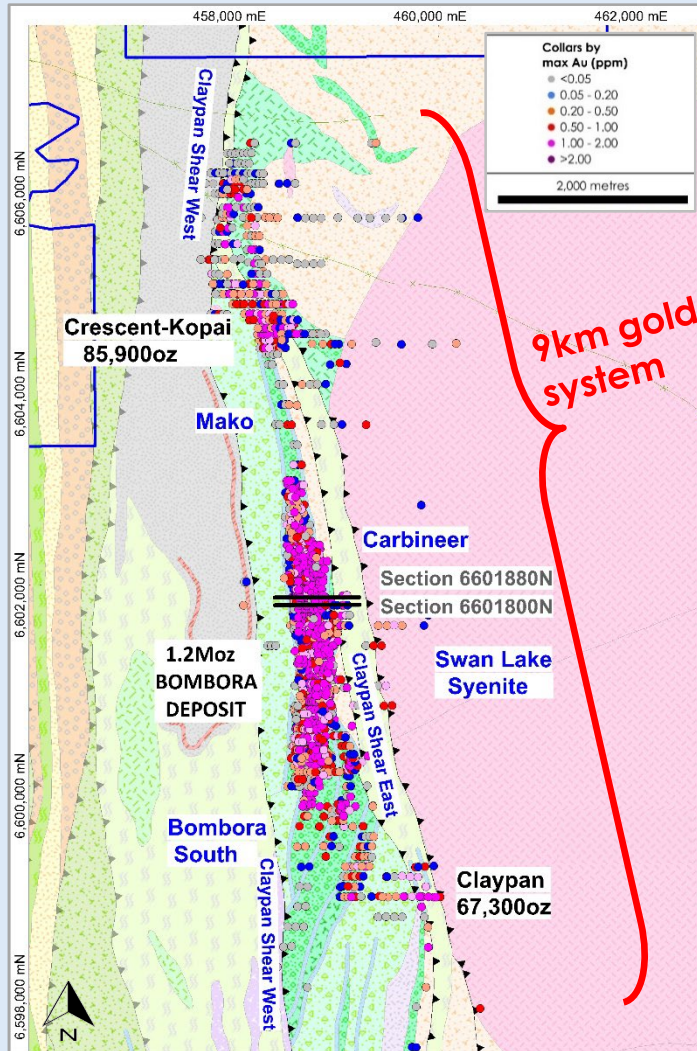 458,000 mE
460,000 mE
462,000 mE
Collars by
max Au (ppm)
<0.05
0.05 - 0.20
0.20 - 0.50
0.50 - 1.00
1.00 - 2.00
>2.00
2,000 metres
Claypan Shear West
6,606,000 mN
9km gold
system
Crescent-Kopai
85,900oz
6,604,000 mN
Mako
Carbineer
Section 6601880N
Section 6601800N
6,602,000 mN
1.2Moz
BOMBORA
DEPOSIT
Swan Lake
Syenite
Claypan Shear East
6,600,000 mN
Bombora
South
Claypan
67,300oz
Claypan Shear West
6,598,000 mN
N